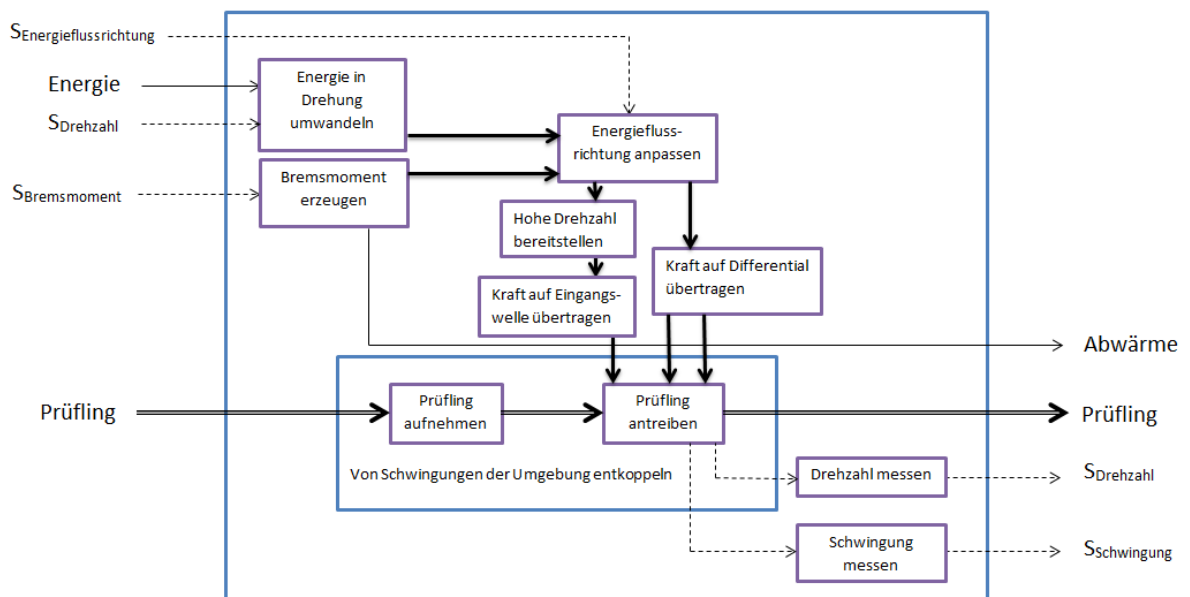 SEnergieflussrichtung
Energie
SDrehzahl
SBremsmoment
Energie in
Drehung
umwandeln
Bremsmoment
erzeugen
Energiefluss-
richtung anpassen
Hohe Drehzahl
bereitstellen
Kraft auf Eingangs-
welle übertragen
Kraft auf Differential
übertragen
Abwärme
Prüfling
Prüfling
aufnehmen
Prüfling
antreiben
Prüfling
Von Schwingungen der Umgebung entkoppeln
Drehzahl messen
SDrehzahl
Schwingung
messen
SSchwingung